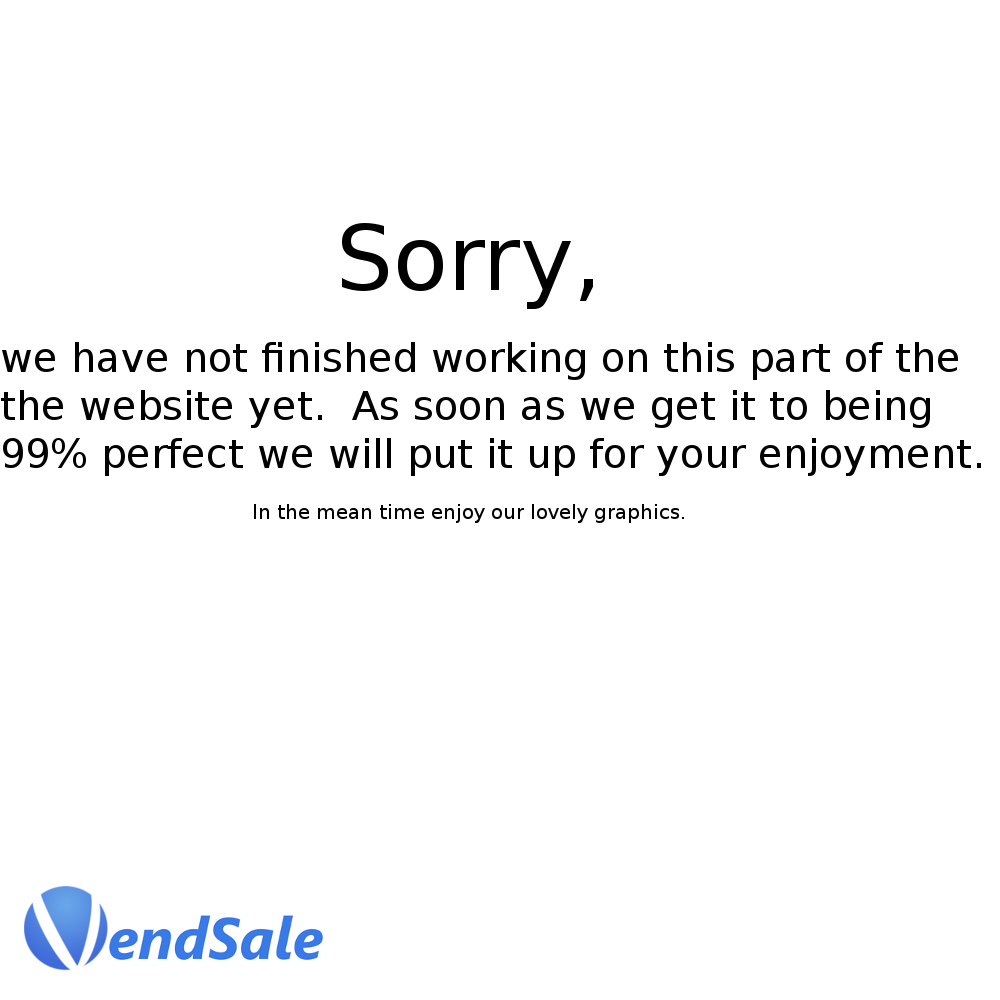 Sorry,
we have not finished working on this part of the
the website yet.  As soon as we get it to being
99% perfect we will put it up for your enjoyment.
In the mean time enjoy our lovely graphics.
VendSale